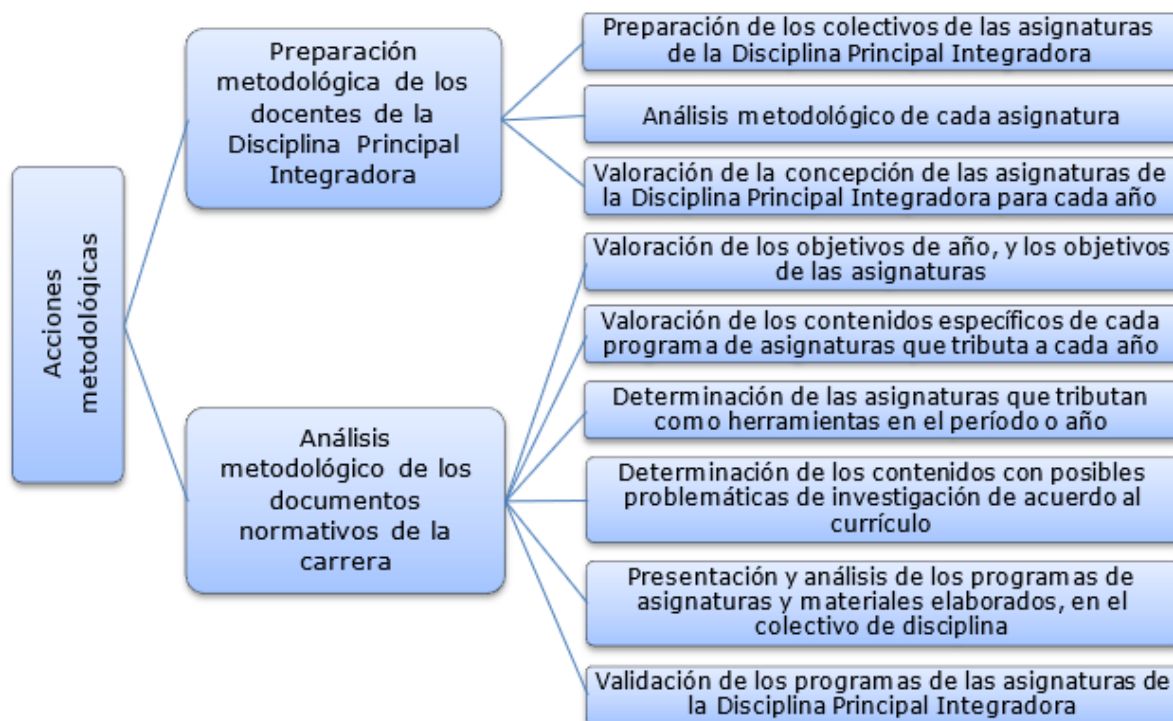 Acciones
metodológicas
Preparación
metodológica de los
docentes de la
Disciplina Principal
Integradora
Preparación de los colectivos de las asignaturas
de la Disciplina Principal Integradora
Análisis metodológico de cada asignatura
Valoración de la concepción de las asignaturas de
la Disciplina Principal Integradora para cada año
Análisis
metodológico de los
documentos
normativos de la
carrera
Valoración de los objetivos de año, y los objetivos
de las asignaturas
Valoración de los contenidos específicos de cada
programa de asignaturas que tributa a cada año
Determinación de las asignaturas que tributan
como herramientas en el período o año
Determinación de los contenidos con posibles
problemáticas de investigación de acuerdo al
currículo
Presentación y análisis de los programas de
asignaturas y materiales elaborados, en el
colectivo de disciplina
Validación de los programas de las asignaturas de
la Disciplina Principal Integradora